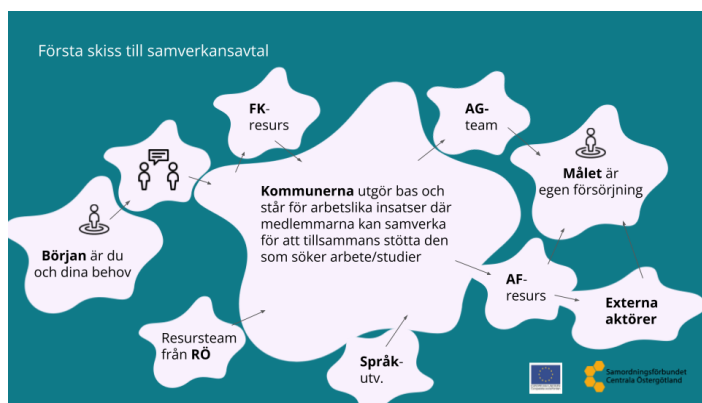 Första skiss till samverkansavtal
FK-
resurs
AG-
team
Målet är
egen försörjning
Kommunerna utgör bas och
står för arbetslika insatser där
medlemmarna kan samverka
för att tillsammans stötta den
som söker arbete/studier
Början är du
och dina behov
AF-
resurs
Externa
aktörer
Resursteam
från RÖ
Språk-
utv.
Samordningsförbundet
Centrala Östergötland